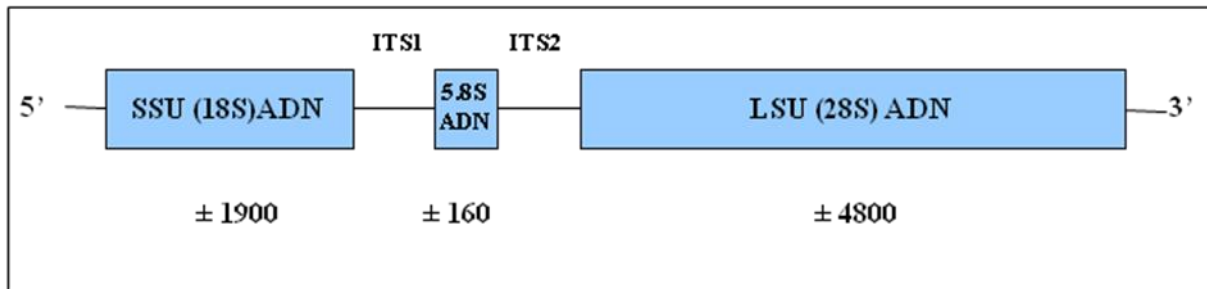 ITS1 ITS2
5’ SSU (18S)ADN 5.8S ADN LSU (28S) ADN 3’
± 1900 ± 160 ± 4800